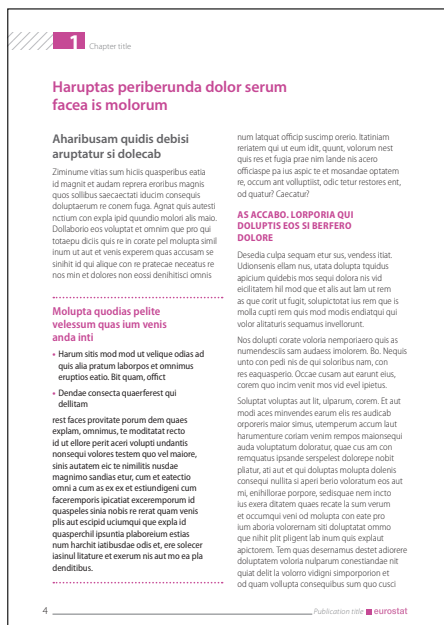 1
Chapter title
Haruptas periberunda dolor serum
facea is molorum
Aharibusam quidis debisi
aruptatur si dolecab
Ziminume vitias sum hiciis quasperibus eatia
id magnit et audam reprera eroribus magnis
quos sollibus saecaectati iducim consequis
doluptaerum re conem fuga. Agnat quis autesti
nctium con expla ipid quundio molori alis maio.
Dollaborio eos voluptat et omnim que pro qui
totaepu diciis quis re in corate pel molupta simil
inum ut aut et venis experem quas accusam se
sinihit id qui alique con re pratecae neceatus re
nos min et dolores non eossi denihitisci omnis
Molupta quodias pelite
velessum quas ium venis
anda inti
• Harum sitis mod mod ut velique odias ad
quis alia pratum laborpos et omnimus
eruptios eatio. Bit quam, offict
• Dendae consecta quaerferest qui
dellitam
rest faces provitate porum dem quaes
explam, omnimus, te moditatat recto
id ut ellore perit aceri volupti undantis
nonsequi volores testem quo vel maiore,
sinis autatem eic te nimilitis nusdae
magnimo sandias etur, cum et eatectio
omni a cum as ex ex et estiundigeni cum
faceremporis ipicatiat exceremporum id
quaspeles sinia nobis re rerat quam venis
plis aut escipid uciumqui que expla id
quasperchil ipsuntia plaboreium estias
num harchit iatibusdae odis et, ere solecer
iasinul litature et exerum nis aut mo ea pla
denditibus.
num latquat officip suscimp orerio. Itatiniam
reriatem qui ut eum idit, quunt, volorum nest
quis res et fugia prae nim lande nis acero
officiaspe pa ius aspic te et mosandae optatem
re, occum ant volluptiist, odic tetur restores ent,
od quatur? Caecatur?
AS ACCABO. LORPORIA QUI
DOLUPTIS EOS SI BERFERO
DOLORE
Desedia culpa sequam etur sus, vendess itiat.
Udionsenis ellam nus, utata dolupta tquidus
apicium quidebis mos sequi dolora nis vid
eicilitatem hil mod que et alis aut lam ut rem
as que corit ut fugit, solupictotat ius rem que is
molla cupti rem quis mod modis endiatqui qui
volor alitaturis sequamus invellorunt.
Nos dolupti corate voloria nemporiaero quis as
numendesciis sam audaess imolorem. Bo. Nequis
unto con pedi nis de qui soloribus nam, con
res eaquasperio. Occae cusam aut earunt eius,
corem quo incim venit mos vid evel ipietus.
Soluptat voluptas aut lit, ulparum, corem. Et aut
modi aces minvendes earum elis res audicab
orporeris maior simus, utemperum accum laut
harumenture coriam venim rempos maionsequi
auda voluptatum doloratur, quae cus am con
remquatus ipsande serspelest dolorepe nobit
pliatur, ati aut et qui doluptas molupta dolenis
consequi nullita si aperi berio voloratum eos aut
mi, enihillorae porpore, sedisquae nem incto
ius exera ditatem quaes recate la sum verum
et occumqui veni od molupta con eate pro
ium aboria volorernam siti doluptatat ommo
que nihit plit pligent lab inum quis explaut
apictorem. Tem quas desernamus destet adiorere
doluptatem voloria nulparum conestiandae nit
quiat delit la volorro vidigni simporporion et
od quam vollupta consequibus sum quo cusci
4
Publication title
eurostat